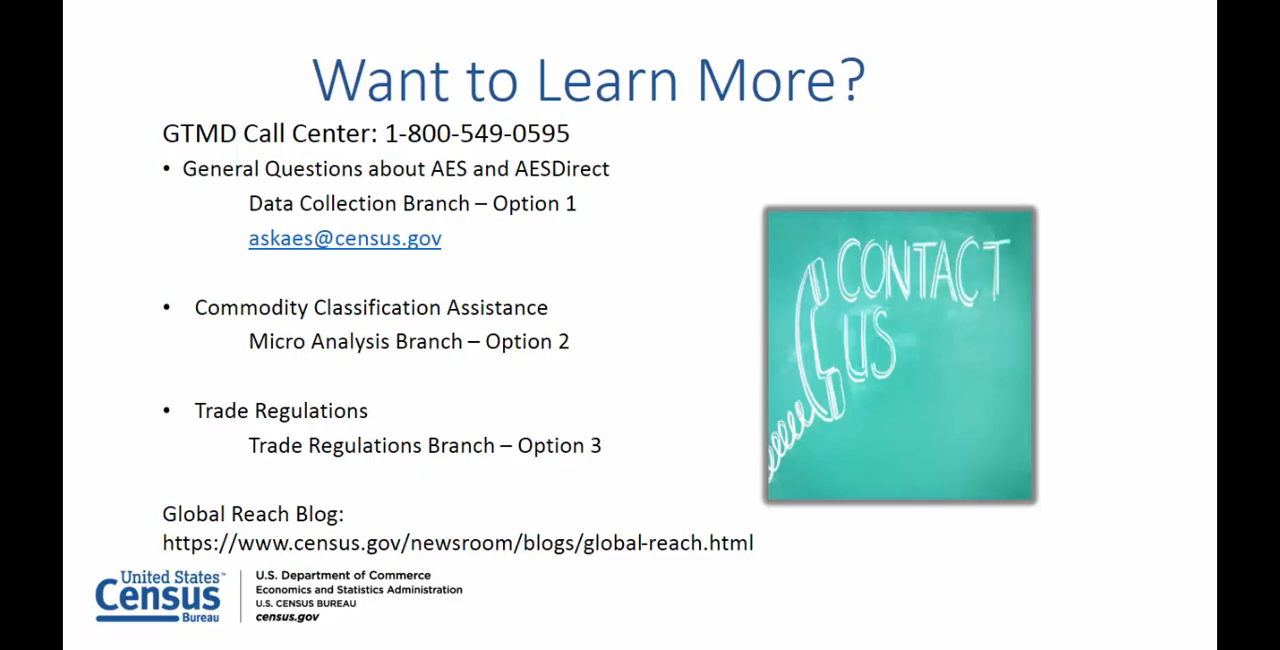 Want to Learn More?
GTMD Call Center: 1-800-549-0595
• General Questions about AES and AESDirect
Data Collection Branch – Option 1
askaes@census.gov
• Commodity Classification Assistance
Micro Analysis Branch – Option 2
• Trade Regulations
Trade Regulations Branch – Option 3
CONTACT
US
Global Reach Blog:
https://www.census.gov/newsroom/blogs/global-reach.html
United States™
Census
Bureau
U.S. Department of Commerce
Economics and Statistics Administration
U.S. CENSUS BUREAU
census.gov